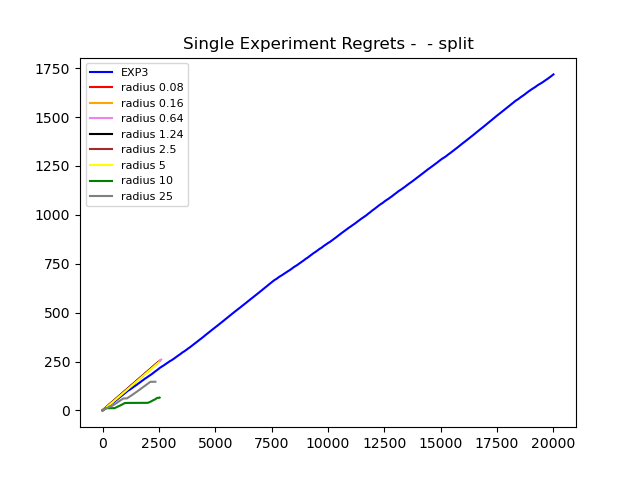 Single Experiment Regrets -  - split
1750
1500
1250
1000
750
500
250
0
EXP3
radius 0.08
radius 0.16
radius 0.64
radius 1.24
radius 2.5
radius 5
radius 10
radius 25
0 2500 5000 7500 10000 12500 15000 17500 20000